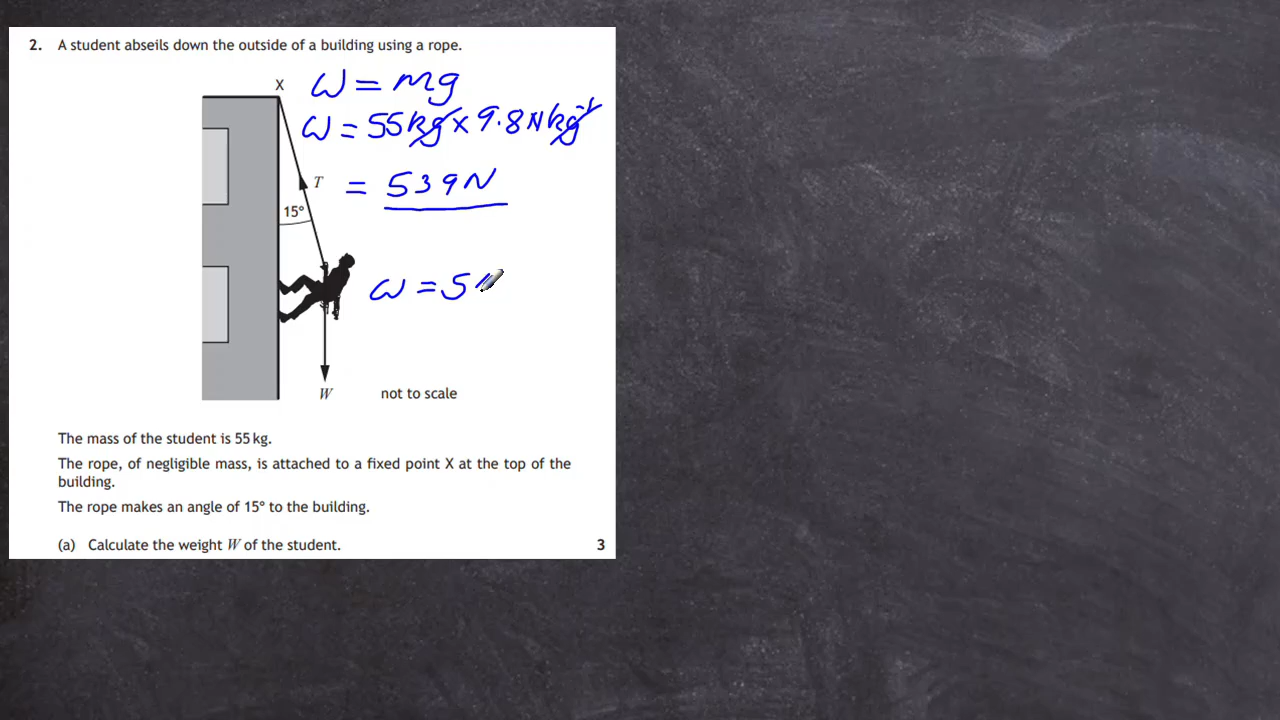 2. A student abseils down the outside of a building using a rope.
X
W = mg
W = 55kg x 9.8Nkg⁻¹
T
= 539N
15°
W = 5
W
not to scale
The mass of the student is 55 kg.
The rope, of negligible mass, is attached to a fixed point X at the top of the
building.
The rope makes an angle of 15° to the building.
(a) Calculate the weight W of the student. 3